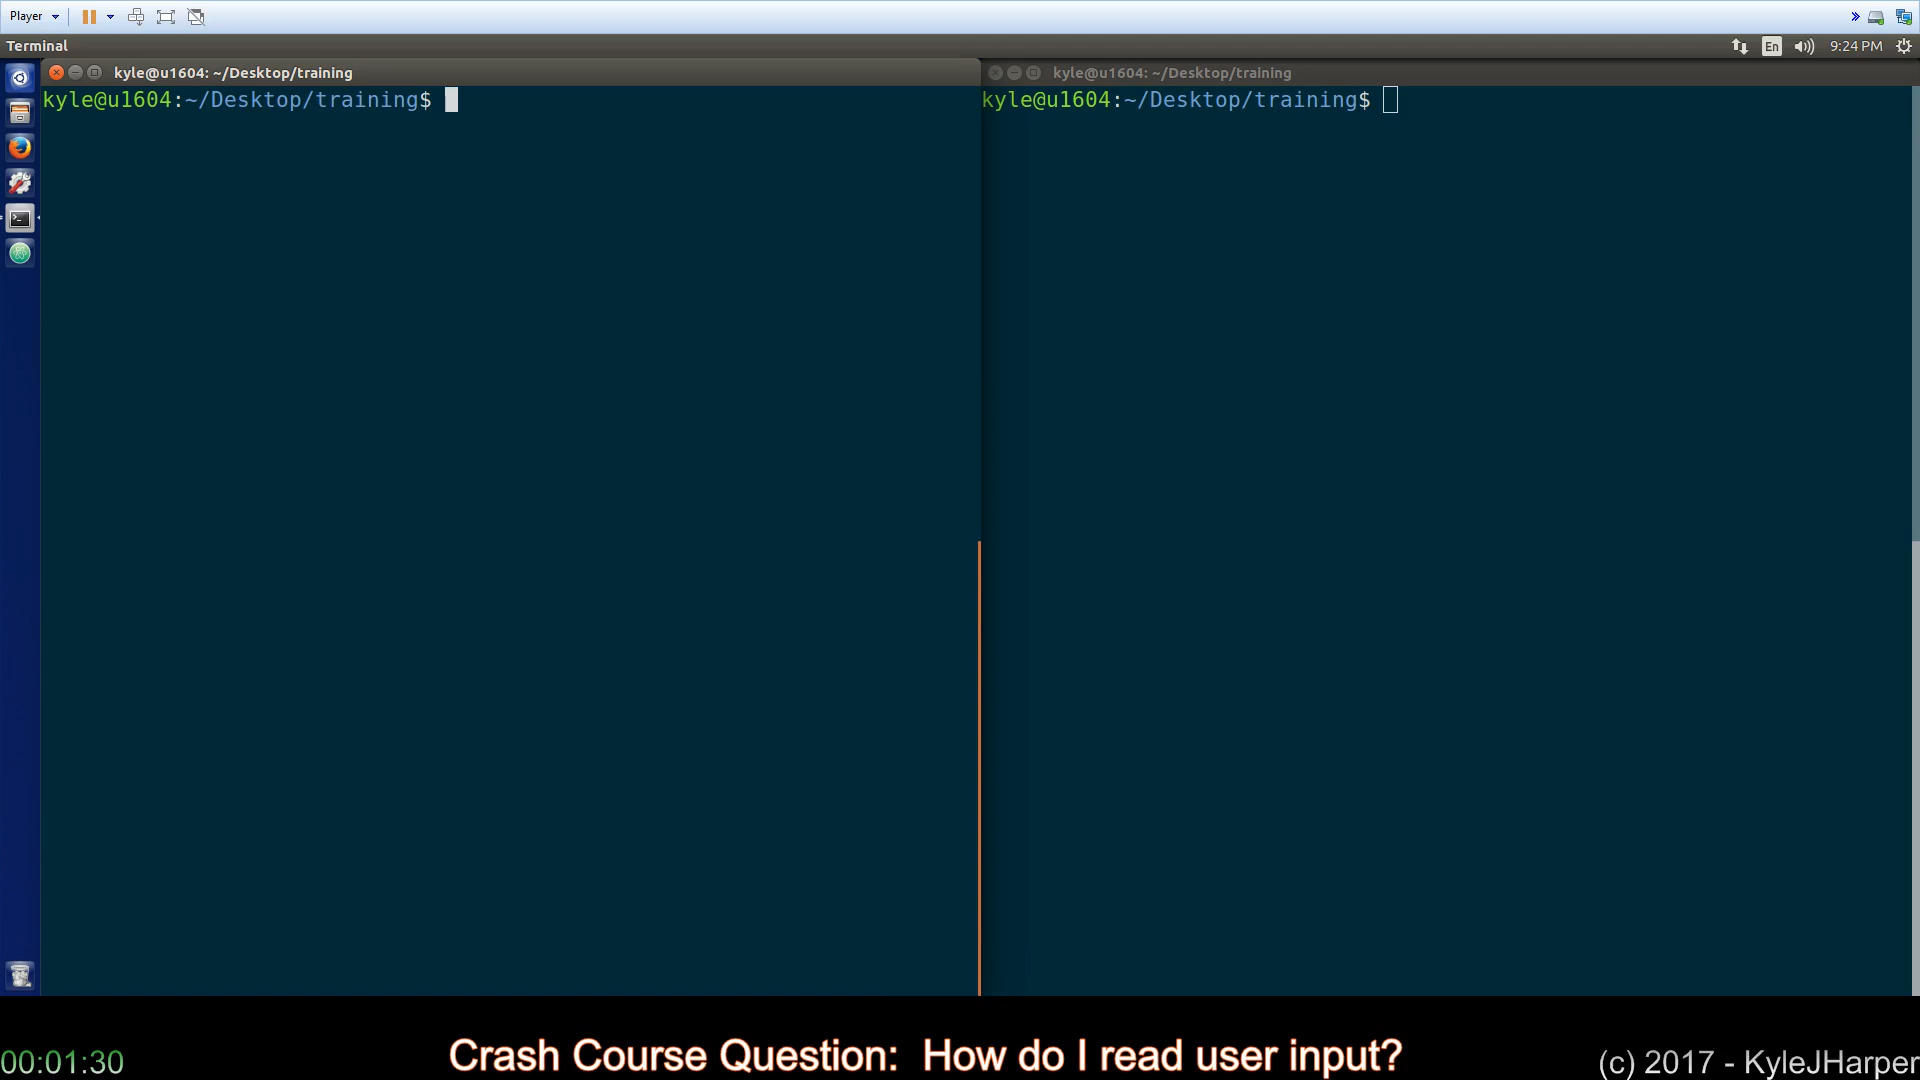 Player
Terminal
En
9:24 PM
kyle@u1604: ~/Desktop/training
kyle@u1604: ~/Desktop/training
kyle@u1604:~/Desktop/training$
kyle@u1604:~/Desktop/training$
00:01:30
Crash Course Question: How do I read user input?
(c) 2017 - KyleJHarper